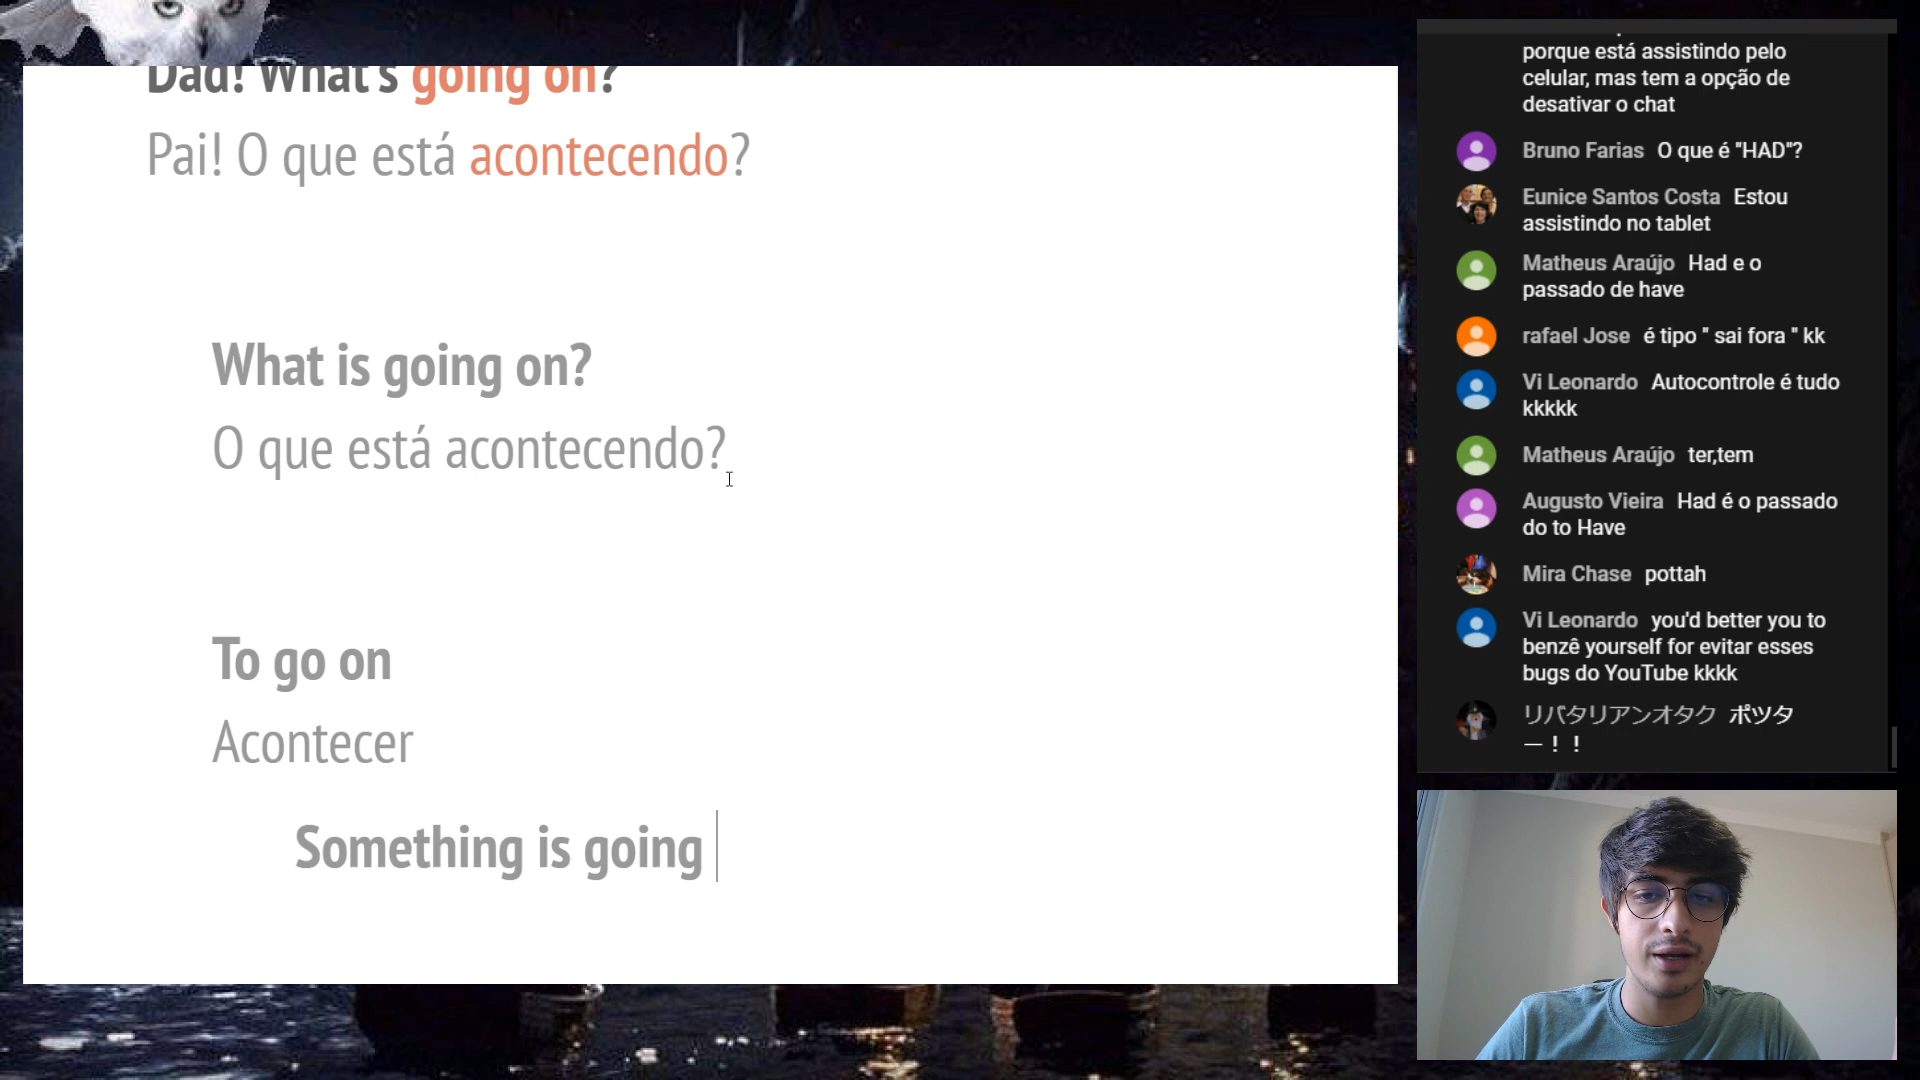 Dad! What's going on?
Pai! O que está acontecendo?
What is going on?
O que está acontecendo?
To go on
Acontecer
Something is going
porque está assistindo pelo
celular, mas tem a opção de
desativar o chat
Bruno Farias O que é "HAD"?
Eunice Santos Costa Estou
assistindo no tablet
Matheus Araújo Had e o
passado de have
rafael Jose é tipo " sai fora " kk
Vi Leonardo Autocontrole é tudo
kkkkk
Matheus Araújo ter,tem
Augusto Vieira Had é o passado
do to Have
Mira Chase pottah
Vi Leonardo you'd better you to
benzê yourself for evitar esses
bugs do YouTube kkkk
リバタリアンオタク ポツタ
ー！！